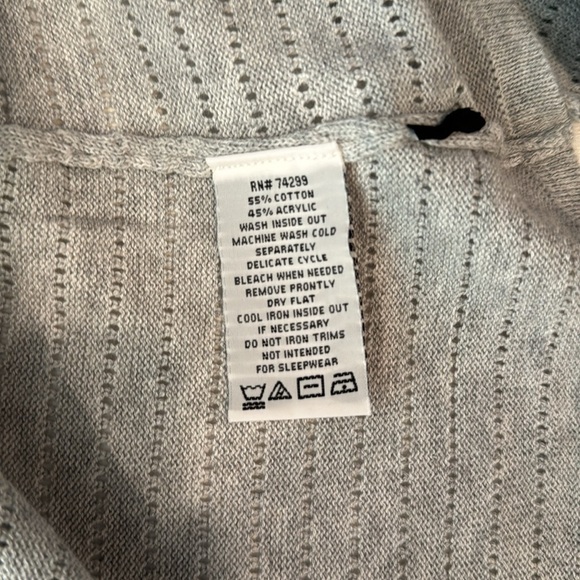 RN# 74299
55% COTTON
45% ACRYLIC
WASH INSIDE OUT
MACHINE WASH COLD
SEPARATELY
DELICATE CYCLE
BLEACH WHEN NEEDED
REMOVE PRONTLY
DRY FLAT
COOL IRON INSIDE OUT
IF NECESSARY
DO NOT IRON TRIMS
NOT INTENDED
FOR SLEEPWEAR